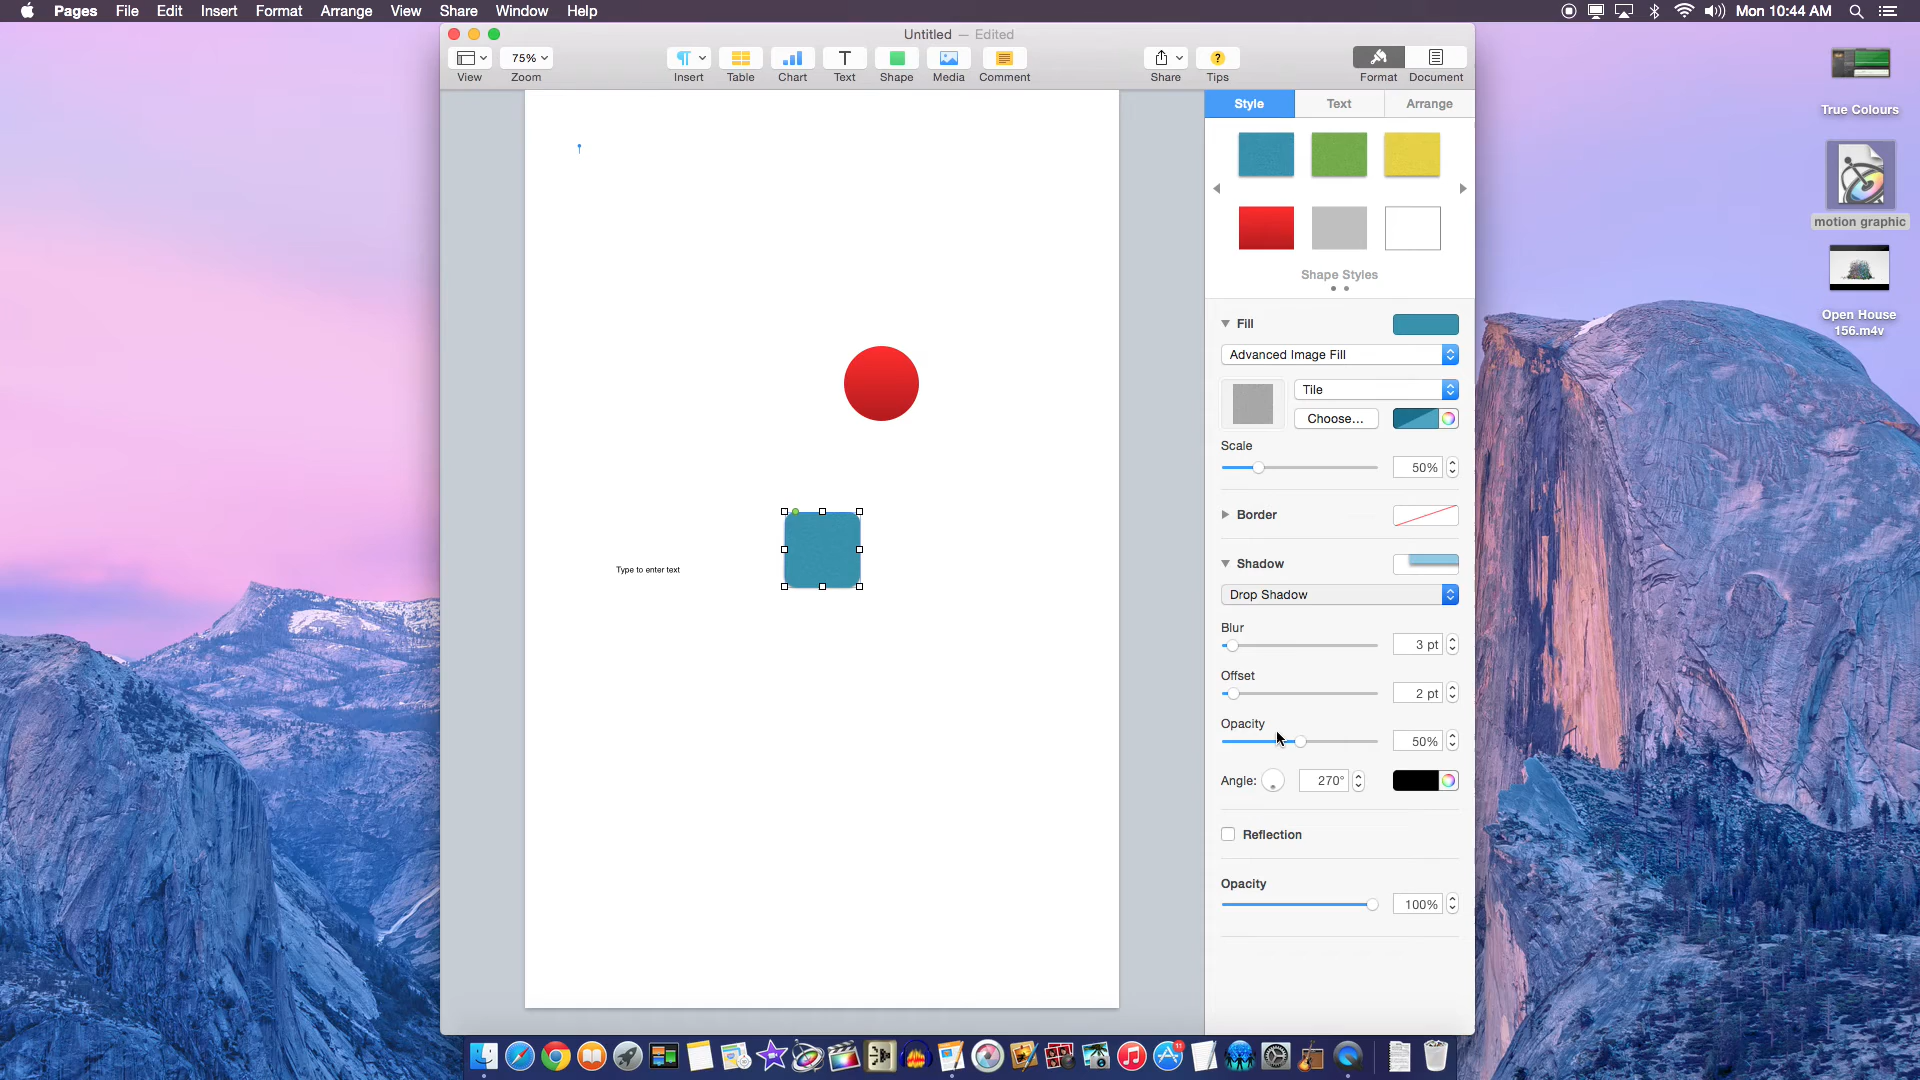 Pages File Edit Insert Format Arrange View Share Window Help
Mon 10:44 AM
Untitled — Edited
75%
View Zoom Insert Table Chart Text Shape Media Comment Share Tips Format Document
Style Text Arrange
Shape Styles
Fill
Advanced Image Fill
Tile
Choose...
Scale
50%
Border
Shadow
Drop Shadow
Blur
3 pt
Offset
2 pt
Opacity
50%
Angle: 270°
Reflection
Opacity
100%
Type to enter text
True Colours
motion graphic
Open House
156.m4v
11